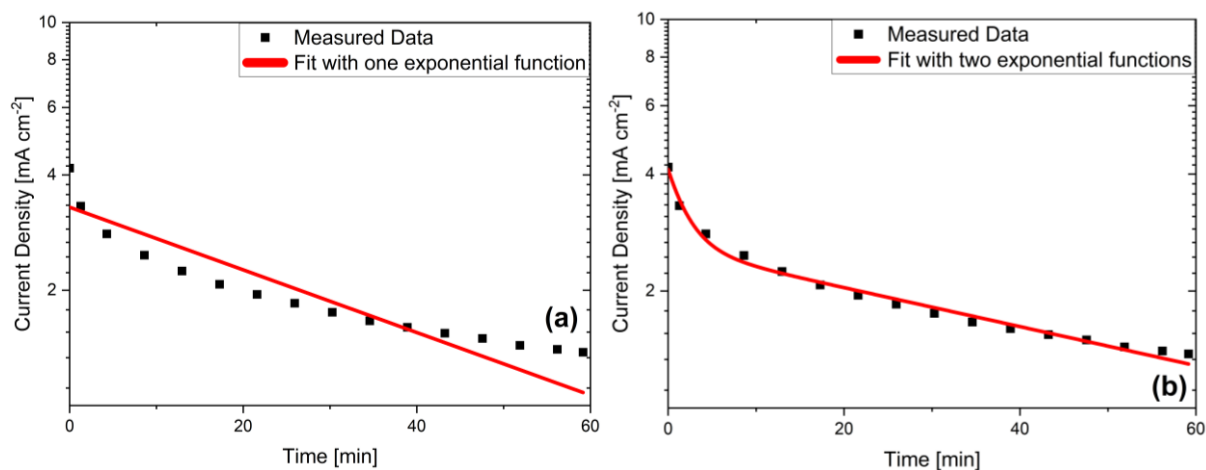 10
8
6
4
2
0
20
40
60
Current Density [mA cm-2]
Time [min]
Measured Data
Fit with one exponential function
(a)
10
8
6
4
2
0
20
40
60
Current Density [mA cm-2]
Time [min]
Measured Data
Fit with two exponential functions
(b)